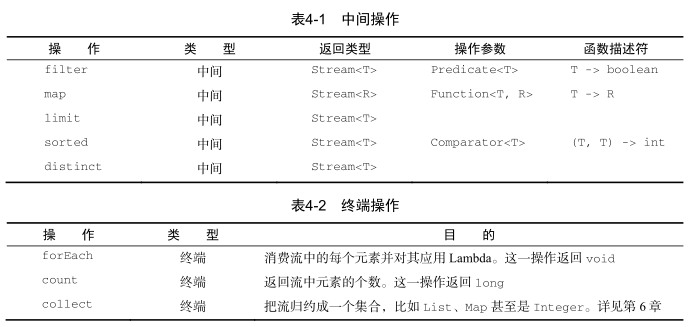 表4-1 中间操作
操 作 类 型 返回类型 操作参数 函数描述符
filter 中间 Stream<T> Predicate<T> T -> boolean
map 中间 Stream<R> Function<T, R> T -> R
limit 中间 Stream<T>
sorted 中间 Stream<T> Comparator<T> (T, T) -> int
distinct 中间 Stream<T>
表4-2 终端操作
操 作 类 型 目 的
forEach 终端 消费流中的每个元素并对其应用 Lambda。这一操作返回 void
count 终端 返回流中元素的个数。这一操作返回 long
collect 终端 把流归约成一个集合，比如 List、Map 甚至是 Integer。详见第 6 章